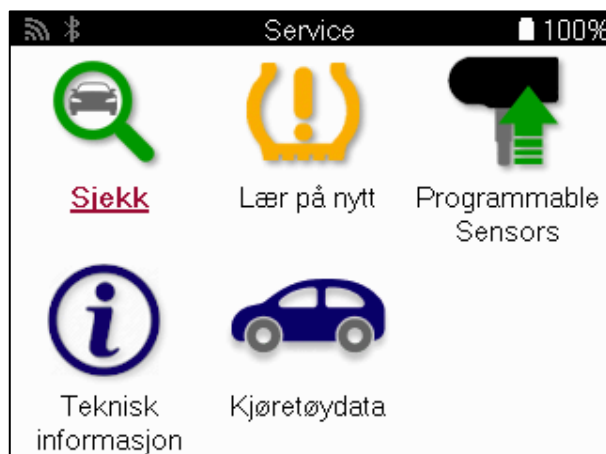 Service 100%
Sjekk
Lær på nytt
Programmable
Sensors
Teknisk
informasjon
Kjøretøydata